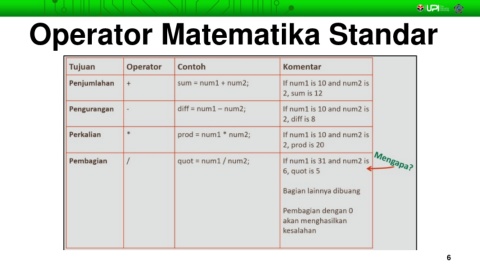 UPI
Operator Matematika Standar
Tujuan Operator Contoh Komentar
Penjumlahan + sum = num1 + num2; If num1 is 10 and num2 is
2, sum is 12
Pengurangan - diff = num1 – num2; If num1 is 10 and num2 is
2, diff is 8
Perkalian * prod = num1 * num2; If num1 is 10 and num2 is
2, prod is 20
Pembagian / quot = num1 / num2; If num1 is 31 and num2 is
6, quot is 5
Mengapa?
Bagian lainnya dibuang
Pembagian dengan 0
akan menghasilkan
kesalahan
6